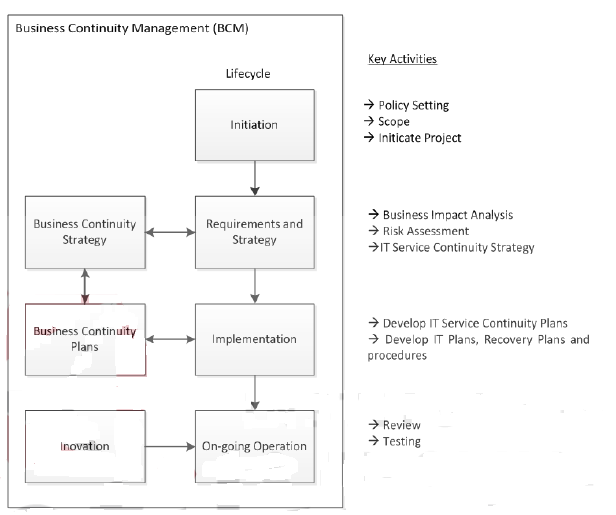 Business Continuity Management (BCM)
Key Activities
Lifecycle
Initiation
→ Policy Setting
→ Scope
→ Initicate Project
Business Continuity
Strategy
Requirements and
Strategy
→ Business Impact Analysis
→ Risk Assessment
→IT Service Continuity Strategy
Business Continuity
Plans
Implementation
→ Develop IT Service Continuity Plans
→ Develop IT Plans, Recovery Plans and
procedures
Inovation
On-going Operation
→ Review
→ Testing